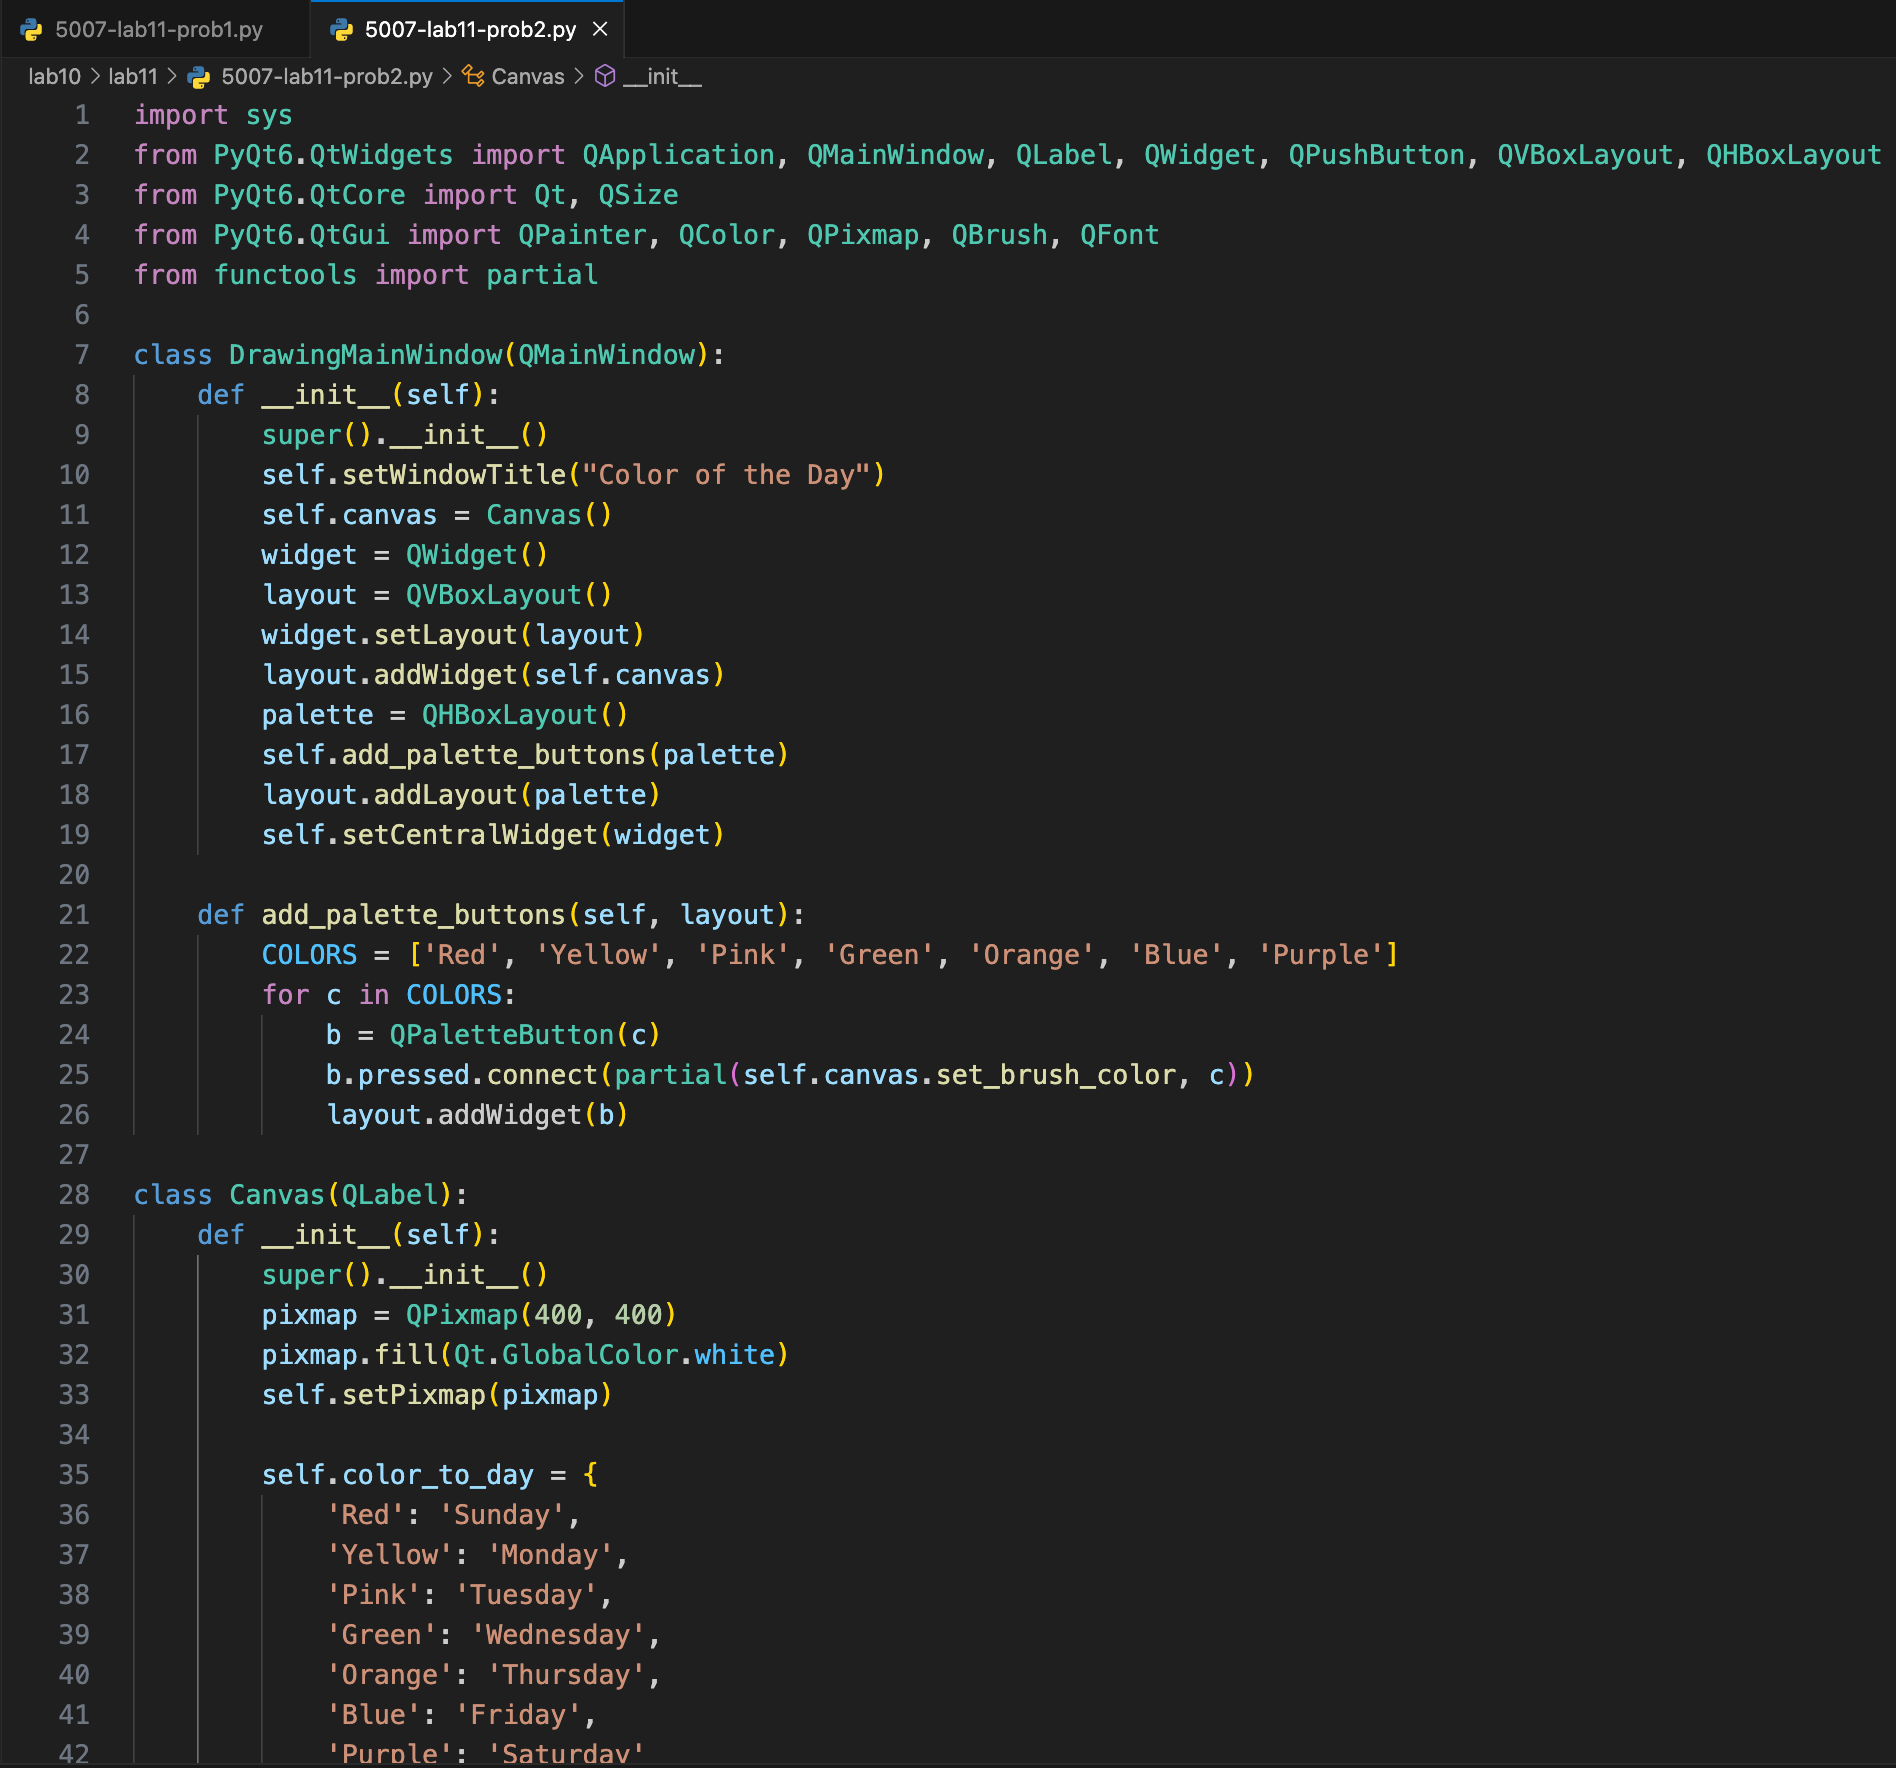 5007-lab11-prob1.py 5007-lab11-prob2.py
lab10 > lab11 > 5007-lab11-prob2.py > Canvas > __init__
1 import sys
2 from PyQt6.QtWidgets import QApplication, QMainWindow, QLabel, QWidget, QPushButton, QVBoxLayout, QHBoxLayout
3 from PyQt6.QtCore import Qt, QSize
4 from PyQt6.QtGui import QPainter, QColor, QPixmap, QBrush, QFont
5 from functools import partial
6
7 class DrawingMainWindow(QMainWindow):
8     def __init__(self):
9         super().__init__()
10         self.setWindowTitle("Color of the Day")
11         self.canvas = Canvas()
12         widget = QWidget()
13         layout = QVBoxLayout()
14         widget.setLayout(layout)
15         layout.addWidget(self.canvas)
16         palette = QHBoxLayout()
17         self.add_palette_buttons(palette)
18         layout.addLayout(palette)
19         self.setCentralWidget(widget)
20
21     def add_palette_buttons(self, layout):
22         COLORS = ['Red', 'Yellow', 'Pink', 'Green', 'Orange', 'Blue', 'Purple']
23         for c in COLORS:
24             b = QPaletteButton(c)
25             b.pressed.connect(partial(self.canvas.set_brush_color, c))
26             layout.addWidget(b)
27
28 class Canvas(QLabel):
29     def __init__(self):
30         super().__init__()
31         pixmap = QPixmap(400, 400)
32         pixmap.fill(Qt.GlobalColor.white)
33         self.setPixmap(pixmap)
34
35         self.color_to_day = {
36             'Red': 'Sunday',
37             'Yellow': 'Monday',
38             'Pink': 'Tuesday',
39             'Green': 'Wednesday',
40             'Orange': 'Thursday',
41             'Blue': 'Friday',
42             'Purple': 'Saturday'